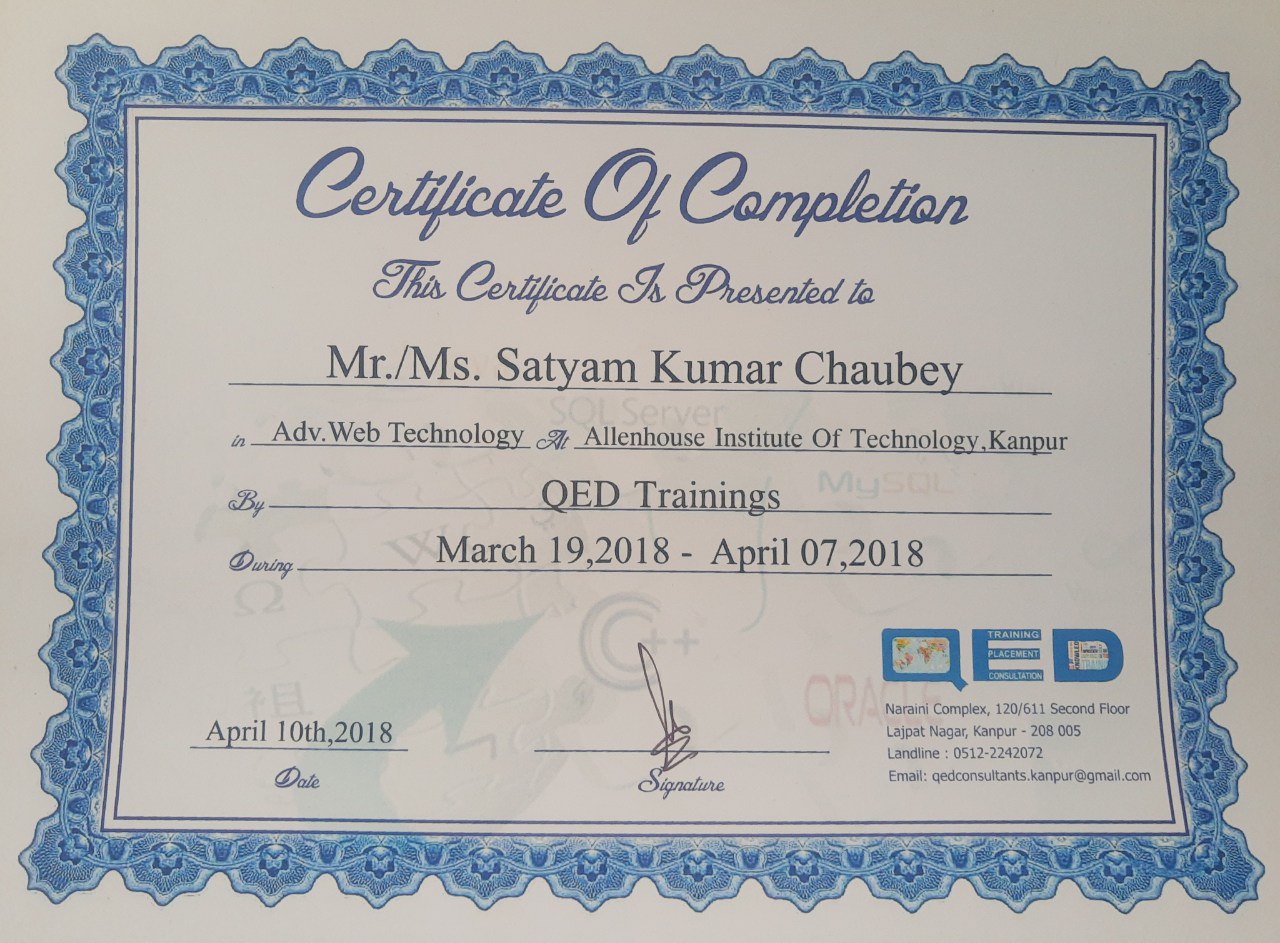 Certificate Of Completion
This Certificate Is Presented to
Mr./Ms. Satyam Kumar Chaubey
SQL Server
in Adv.Web Technology At Allenhouse Institute Of Technology,Kanpur
MySQL
By QED Trainings
W
During March 19,2018 - April 07,2018
Ω
C++
QED
TRAINING
PLACEMENT
CONSULTATION
祖
ORACLE
Naraini Complex, 120/611 Second Floor
Lajpat Nagar, Kanpur - 208 005
Landline : 0512-2242072
Email: qedconsultants.kanpur@gmail.com
April 10th,2018
Date
Signature